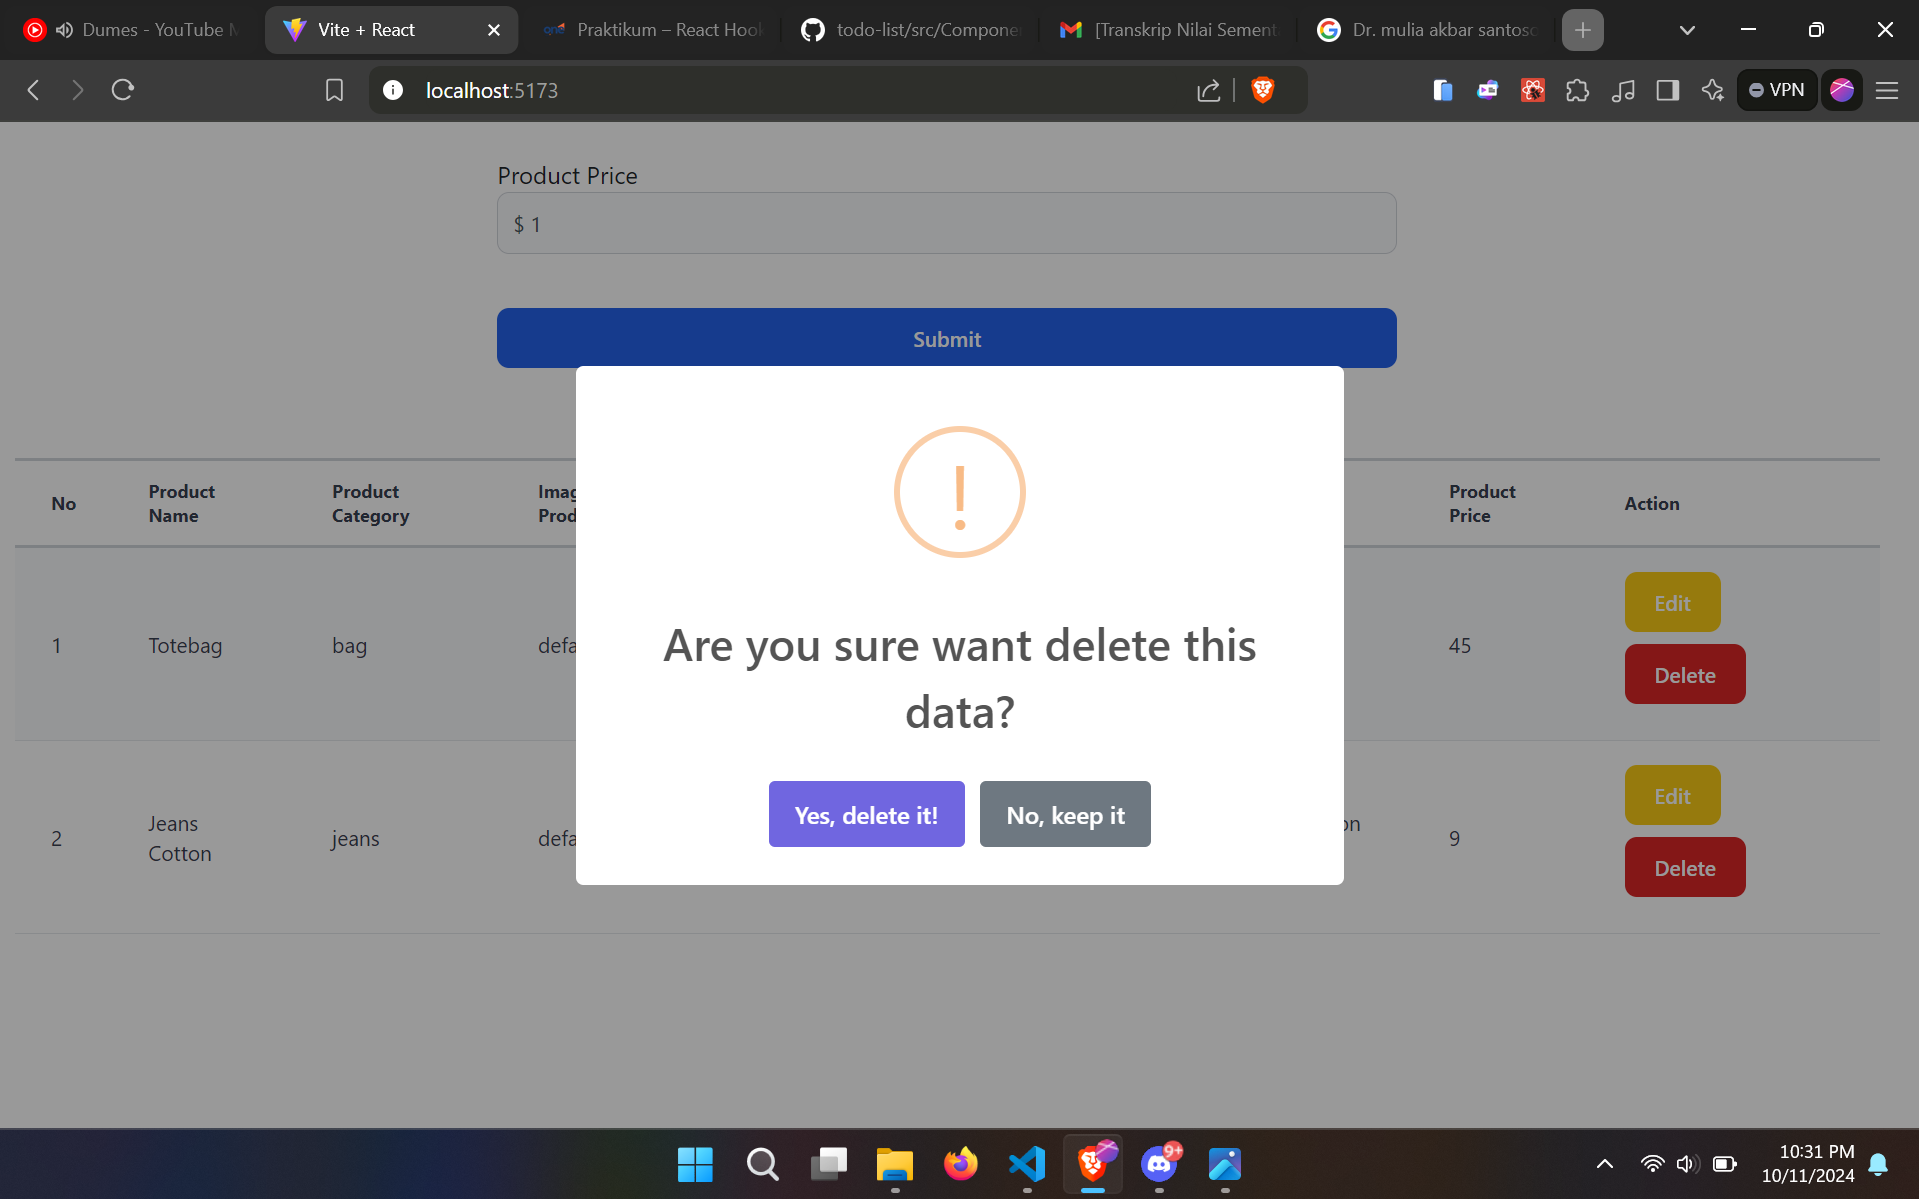 Dumes - YouTube M
Vite + React
Praktikum – React Hook
todo-list/src/Compone
[Transkrip Nilai Sement
Dr. mulia akbar santoso
localhost:5173
VPN
Product Price
$ 1
Submit
No
Product
Name
Product
Category
Imag
Prod
Product
Price
Action
1
Totebag
bag
defa
45
Edit
Delete
2
Jeans
Cotton
jeans
defa
on
9
Edit
Delete
Are you sure want delete this
data?
Yes, delete it!
No, keep it
9+
10:31 PM
10/11/2024